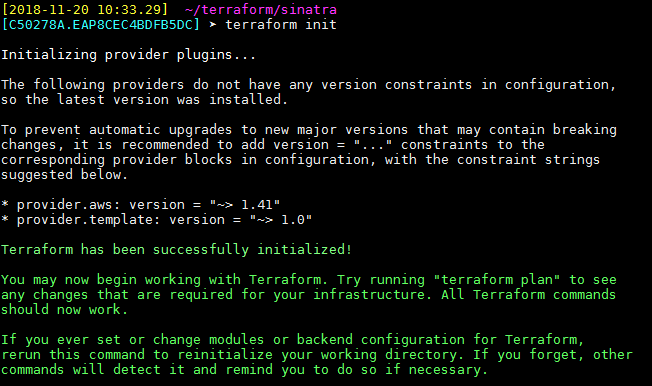 [2018-11-20 10:33.29]  ~/terraform/sinatra
[C50278A.EAP8CEC4BDFB5DC] ➤ terraform init
Initializing provider plugins...
The following providers do not have any version constraints in configuration,
so the latest version was installed.
To prevent automatic upgrades to new major versions that may contain breaking
changes, it is recommended to add version = "..." constraints to the
corresponding provider blocks in configuration, with the constraint strings
suggested below.
* provider.aws: version = "~> 1.41"
* provider.template: version = "~> 1.0"
Terraform has been successfully initialized!
You may now begin working with Terraform. Try running "terraform plan" to see
any changes that are required for your infrastructure. All Terraform commands
should now work.
If you ever set or change modules or backend configuration for Terraform,
rerun this command to reinitialize your working directory. If you forget, other
commands will detect it and remind you to do so if necessary.